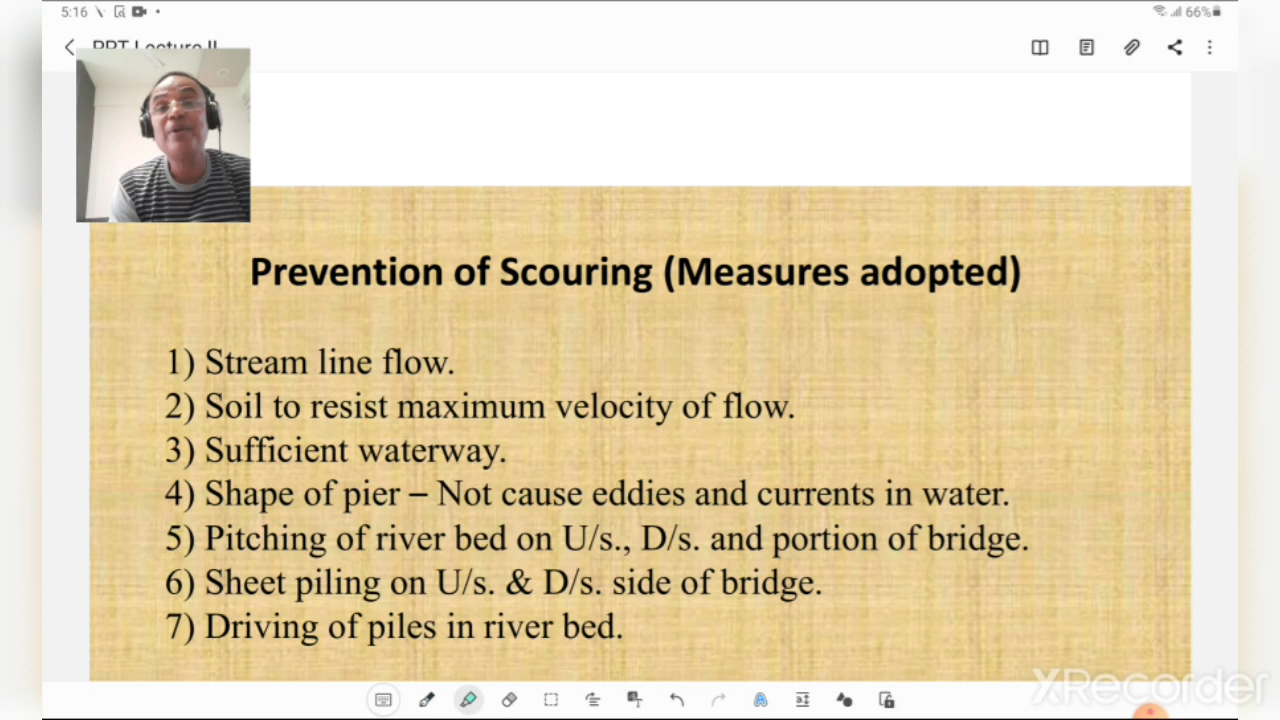 5:16
66%
PPT Lecture II
Prevention of Scouring (Measures adopted)
1) Stream line flow.
2) Soil to resist maximum velocity of flow.
3) Sufficient waterway.
4) Shape of pier – Not cause eddies and currents in water.
5) Pitching of river bed on U/s., D/s. and portion of bridge.
6) Sheet piling on U/s. & D/s. side of bridge.
7) Driving of piles in river bed.
XRecorder